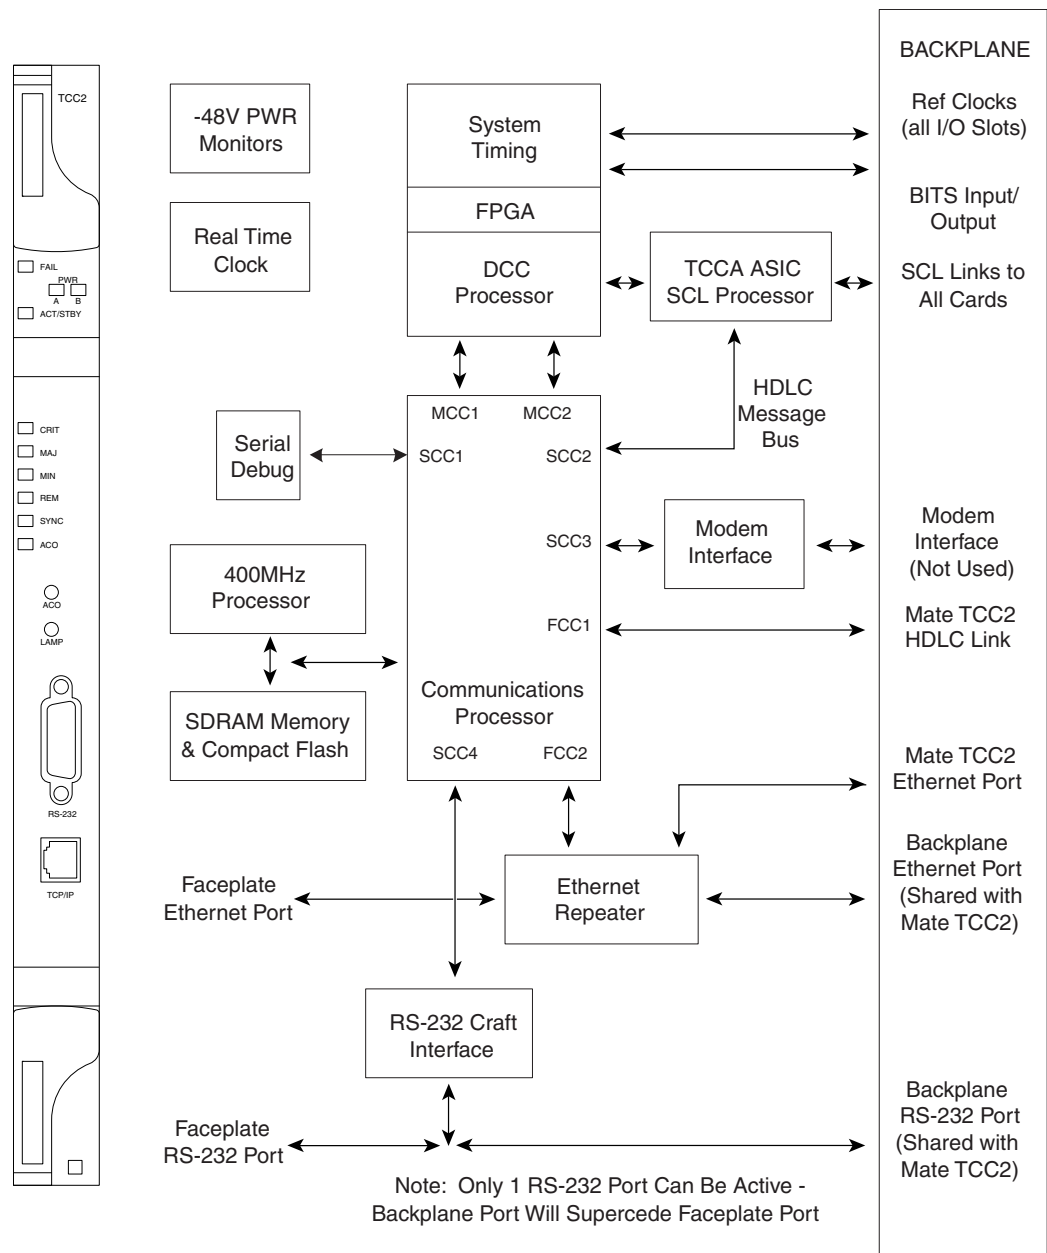 TCC2
FAIL
PWR
A B
ACT/STBY
CRIT
MAJ
MIN
REM
SYNC
ACO
ACO
LAMP
RS-232
TCP/IP
-48V PWR
Monitors
Real Time
Clock
System
Timing
FPGA
DCC
Processor
TCCA ASIC
SCL Processor
HDLC
Message
Bus
MCC1 MCC2
SCC1
SCC2
SCC3
FCC1
Communications
Processor
SCC4 FCC2
Serial
Debug
400MHz
Processor
SDRAM Memory
& Compact Flash
Modem
Interface
Faceplate
Ethernet Port
Ethernet
Repeater
RS-232 Craft
Interface
Faceplate
RS-232 Port
Note: Only 1 RS-232 Port Can Be Active -
Backplane Port Will Supercede Faceplate Port
BACKPLANE
Ref Clocks
(all I/O Slots)
BITS Input/
Output
SCL Links to
All Cards
Modem
Interface
(Not Used)
Mate TCC2
HDLC Link
Mate TCC2
Ethernet Port
Backplane
Ethernet Port
(Shared with
Mate TCC2)
Backplane
RS-232 Port
(Shared with
Mate TCC2)